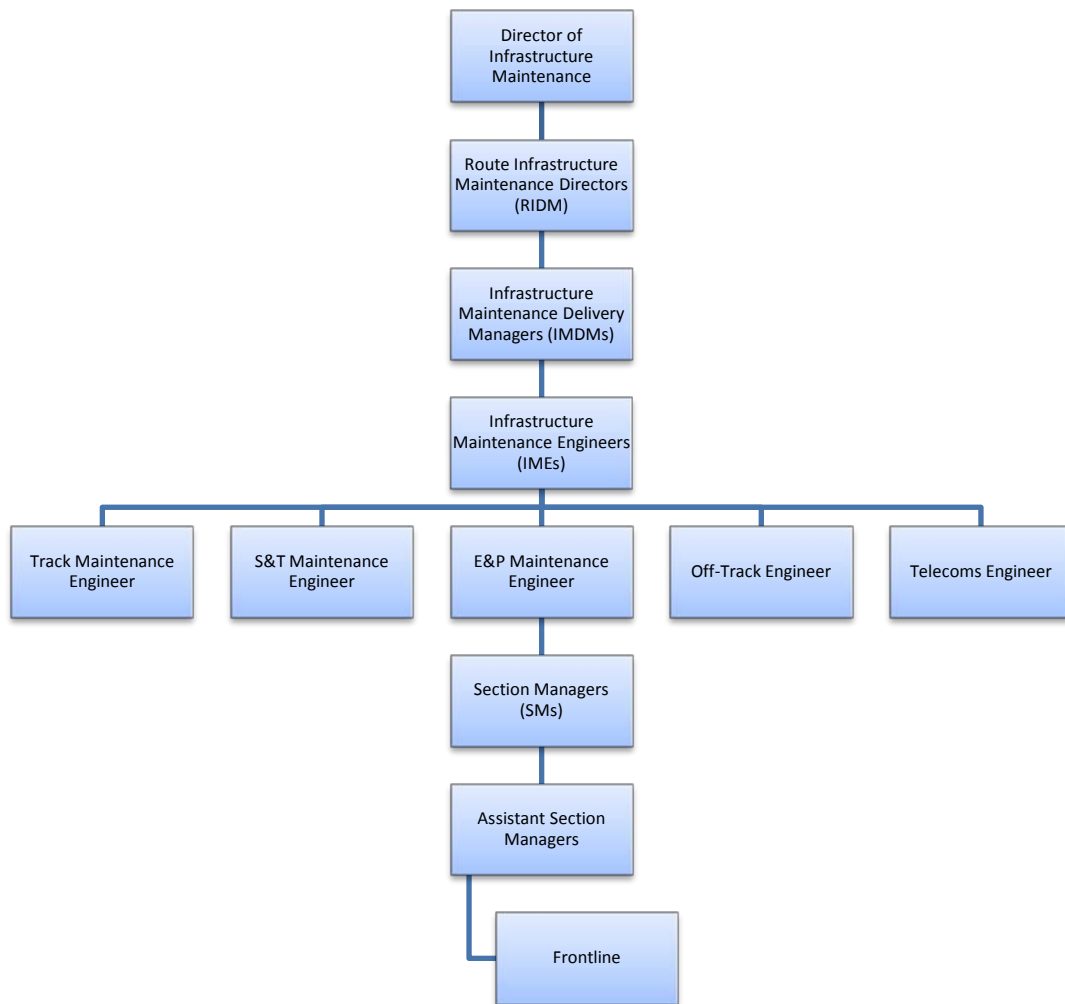 Director of
Infrastructure
Maintenance
Route Infrastructure
Maintenance Directors
(RIDM)
Infrastructure
Maintenance Delivery
Managers (IMDMs)
Infrastructure
Maintenance Engineers
(IMEs)
Track Maintenance
Engineer
S&T Maintenance
Engineer
E&P Maintenance
Engineer
Off-Track Engineer
Telecoms Engineer
Section Managers
(SMs)
Assistant Section
Managers
Frontline